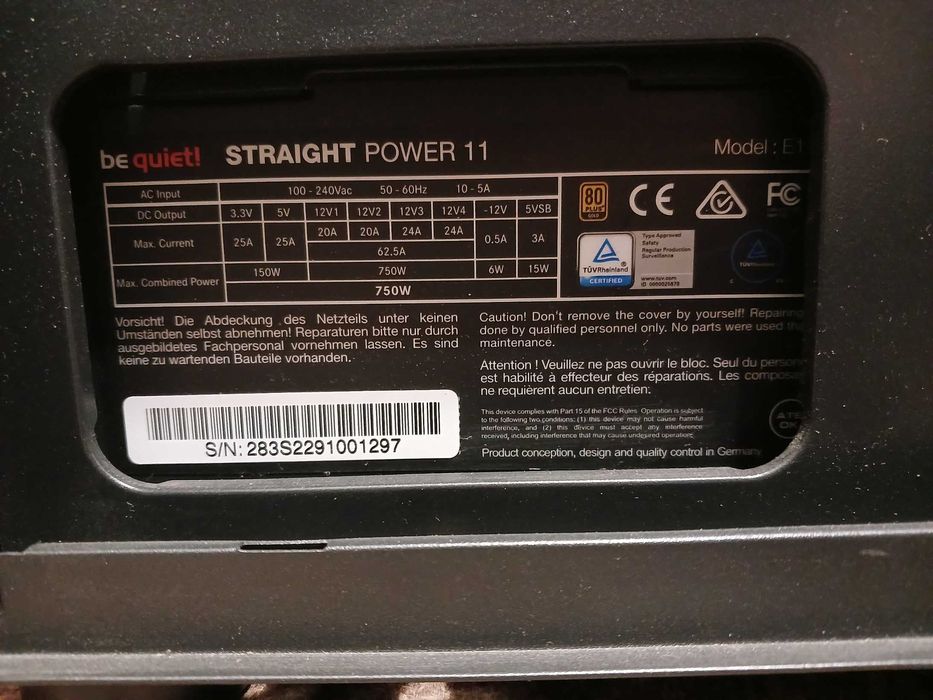 be quiet! STRAIGHT POWER 11 Model : E1
AC Input 100 - 240Vac 50 - 60Hz 10 - 5A
DC Output 3.3V 5V 12V1 12V2 12V3 12V4 -12V 5VSB
Max. Current 25A 25A 20A 20A 24A 24A 0.5A 3A
62.5A
Max. Combined Power 150W 750W 6W 15W
750W
80
PLUS
GOLD
CE
FC
TÜVRheinland
CERTIFIED
Type Approved
Safety
Regular Production
Surveillance
www.tuv.com
ID 0000025870
TÜVRheinland
Vorsicht! Die Abdeckung des Netzteils unter keinen
Umständen selbst abnehmen! Reparaturen bitte nur durch
ausgebildetes Fachpersonal vornehmen lassen. Es sind
keine zu wartenden Bauteile vorhanden.
Caution! Don't remove the cover by yourself! Repairing
done by qualified personnel only. No parts were used
maintenance.
Attention ! Veuillez ne pas ouvrir le bloc. Seul du
est habilité à effecteur des réparations. Les
ne requièrent aucun entretien.
This device complies with Part 15 of the FCC Rules Operation is subject
to the following two conditions: (1) this device may not cause harmful
interference, and (2) this device must accept any interference
received, including interference that may cause undesired operation.
Product conception, design and quality control in Germany
ATE
OK
S/N: 283S2291001297